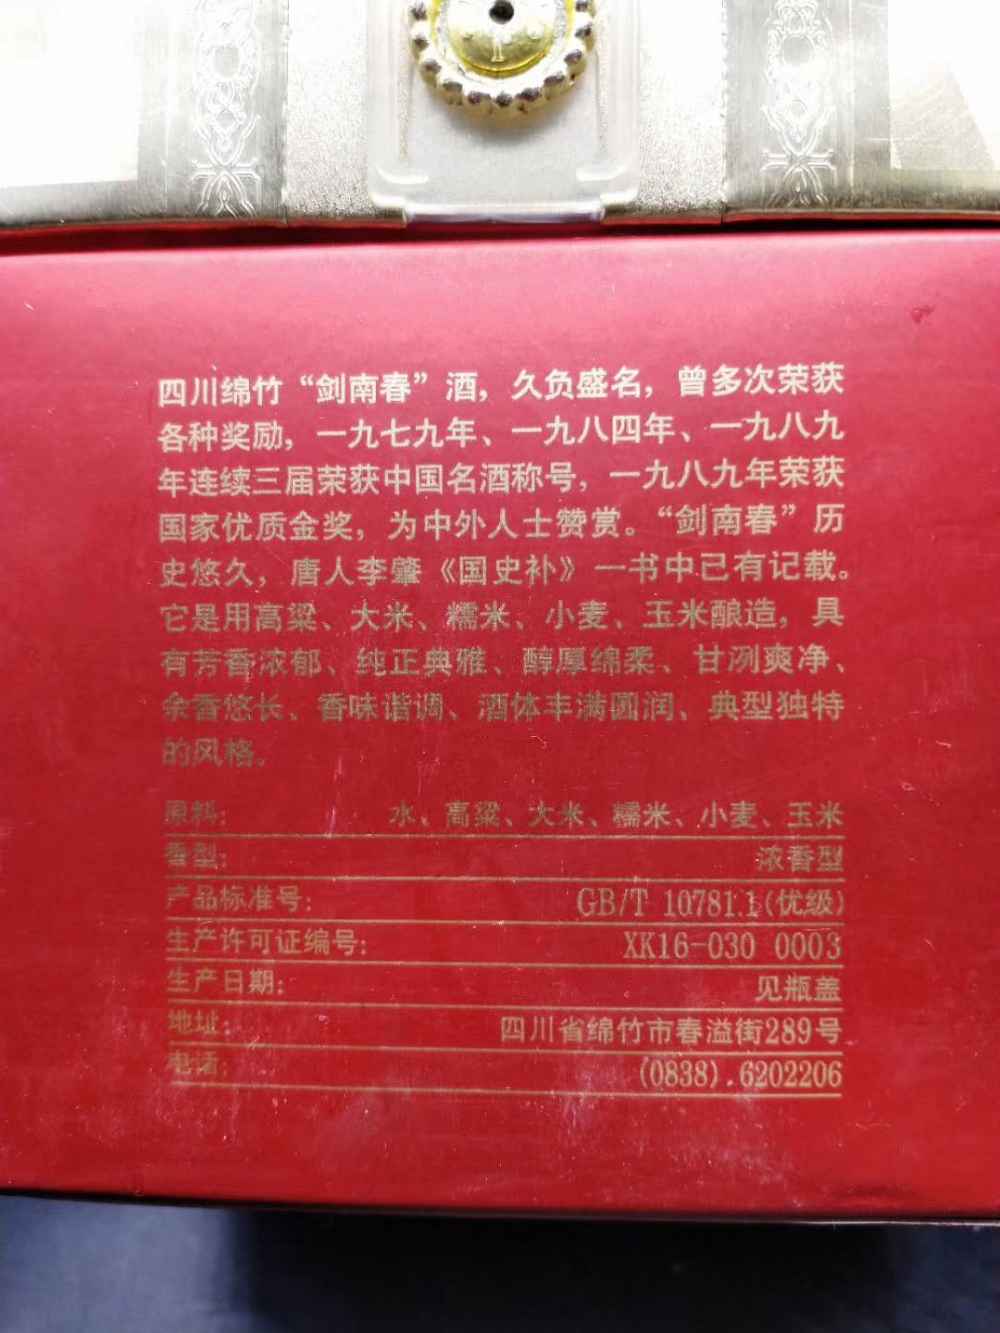 四川绵竹“剑南春”酒，久负盛名，曾多次荣获
各种奖励，一九七九年、一九八四年、一九八九
年连续三届荣获中国名酒称号，一九八九年荣获
国家优质金奖，为中外人士赞赏。“剑南春”历
史悠久，唐人李肇《国史补》一书中已有记载。
它是用高粱、大米、糯米、小麦、玉米酿造，具
有芳香浓郁、纯正典雅、醇厚绵柔、甘洌爽净、
余香悠长、香味谐调、酒体丰满圆润、典型独特
的风格。
原料: 水、高粱、大米、糯米、小麦、玉米
香型: 浓香型
产品标准号: GB/T 10781.1(优级)
生产许可证编号: XK16-030 0003
生产日期: 见瓶盖
地址: 四川省绵竹市春溢街289号
电话: (0838).6202206